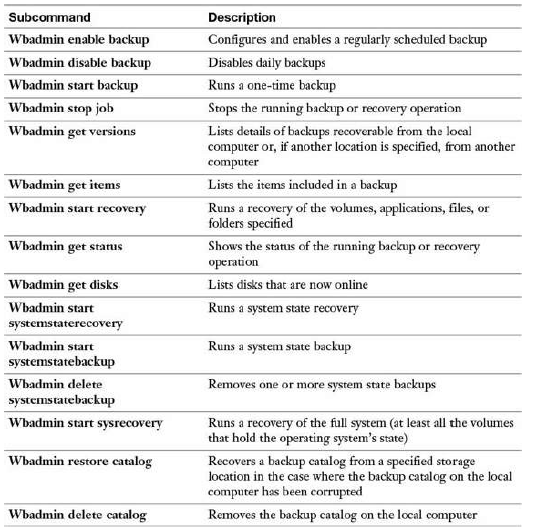 Subcommand Description
Wbadmin enable backup Configures and enables a regularly scheduled backup
Wbadmin disable backup Disables daily backups
Wbadmin start backup Runs a one-time backup
Wbadmin stop job Stops the running backup or recovery operation
Wbadmin get versions Lists details of backups recoverable from the local
computer or, if another location is specified, from another
computer
Wbadmin get items Lists the items included in a backup
Wbadmin start recovery Runs a recovery of the volumes, applications, files, or
folders specified
Wbadmin get status Shows the status of the running backup or recovery
operation
Wbadmin get disks Lists disks that are now online
Wbadmin start Runs a system state recovery
systemstaterecovery
Wbadmin start Runs a system state backup
systemstatebackup
Wbadmin delete Removes one or more system state backups
systemstatebackup
Wbadmin start sysrecovery Runs a recovery of the full system (at least all the volumes
that hold the operating system's state)
Wbadmin restore catalog Recovers a backup catalog from a specified storage
location in the case where the backup catalog on the local
computer has been corrupted
Wbadmin delete catalog Removes the backup catalog on the local computer